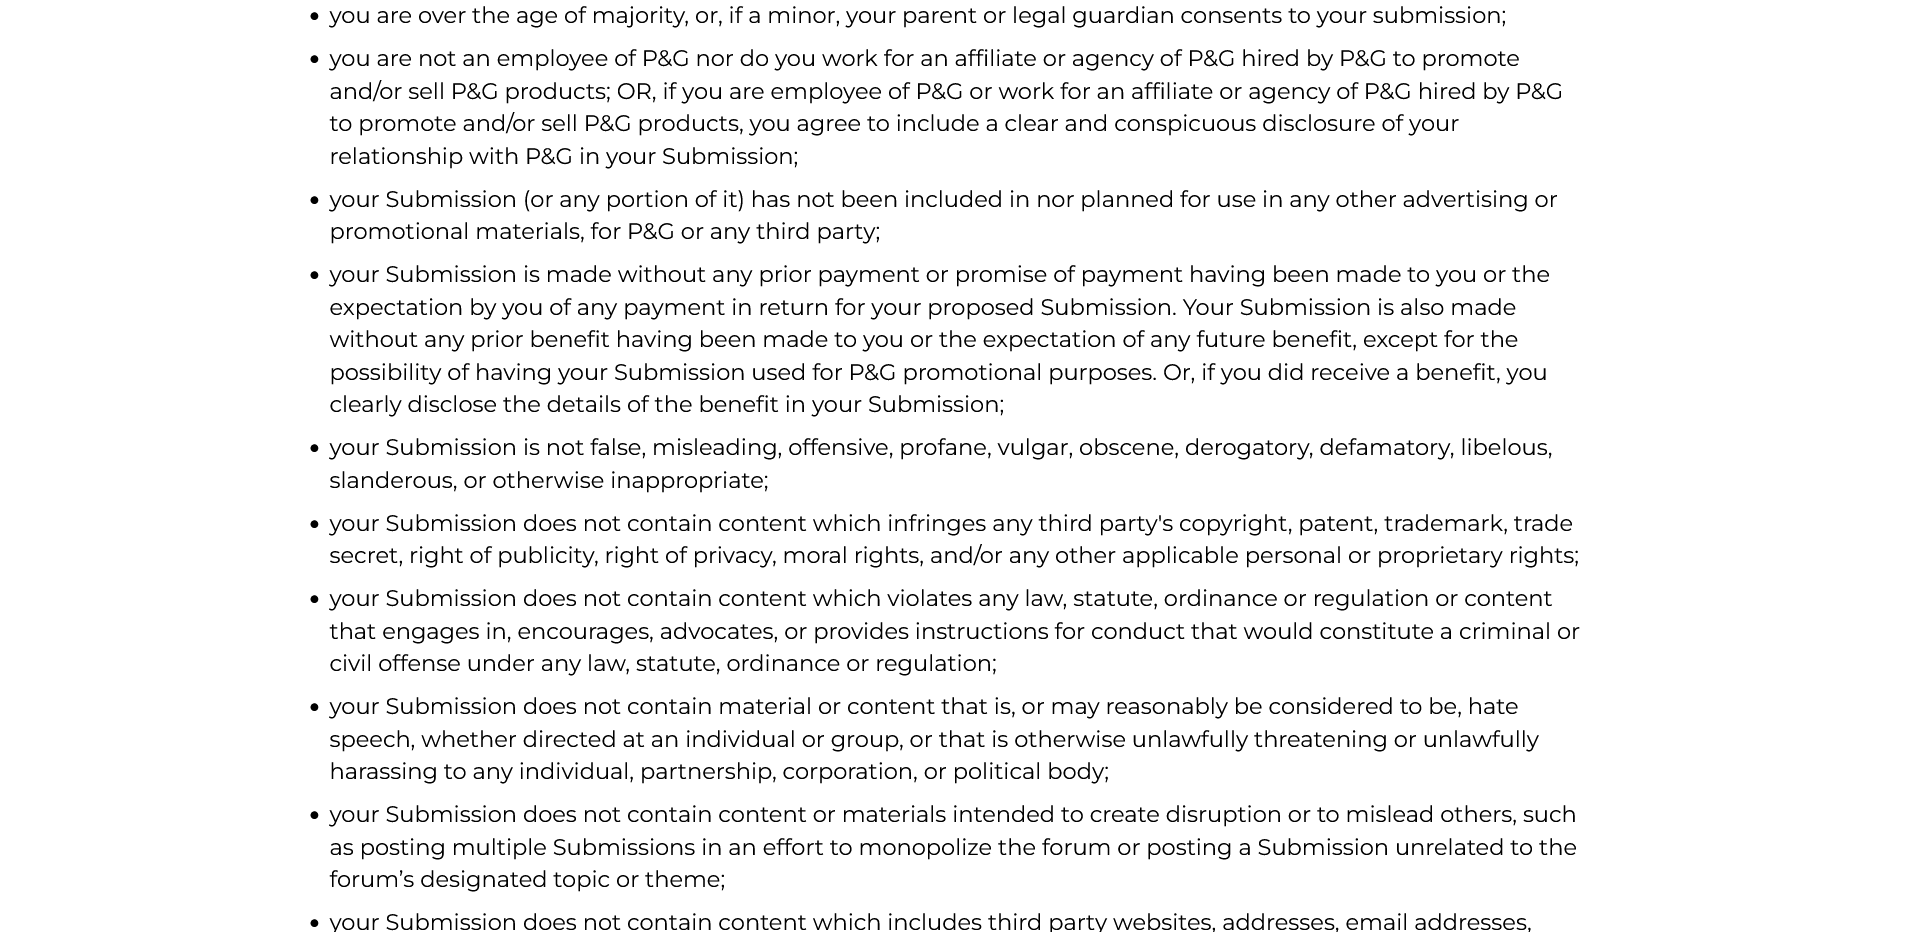 • you are over the age of majority, or, if a minor, your parent or legal guardian consents to your submission;
• you are not an employee of P&G nor do you work for an affiliate or agency of P&G hired by P&G to promote
and/or sell P&G products; OR, if you are employee of P&G or work for an affiliate or agency of P&G hired by P&G
to promote and/or sell P&G products, you agree to include a clear and conspicuous disclosure of your
relationship with P&G in your Submission;
• your Submission (or any portion of it) has not been included in nor planned for use in any other advertising or
promotional materials, for P&G or any third party;
• your Submission is made without any prior payment or promise of payment having been made to you or the
expectation by you of any payment in return for your proposed Submission. Your Submission is also made
without any prior benefit having been made to you or the expectation of any future benefit, except for the
possibility of having your Submission used for P&G promotional purposes. Or, if you did receive a benefit, you
clearly disclose the details of the benefit in your Submission;
• your Submission is not false, misleading, offensive, profane, vulgar, obscene, derogatory, defamatory, libelous,
slanderous, or otherwise inappropriate;
• your Submission does not contain content which infringes any third party's copyright, patent, trademark, trade
secret, right of publicity, right of privacy, moral rights, and/or any other applicable personal or proprietary rights;
• your Submission does not contain content which violates any law, statute, ordinance or regulation or content
that engages in, encourages, advocates, or provides instructions for conduct that would constitute a criminal or
civil offense under any law, statute, ordinance or regulation;
• your Submission does not contain material or content that is, or may reasonably be considered to be, hate
speech, whether directed at an individual or group, or that is otherwise unlawfully threatening or unlawfully
harassing to any individual, partnership, corporation, or political body;
• your Submission does not contain content or materials intended to create disruption or to mislead others, such
as posting multiple Submissions in an effort to monopolize the forum or posting a Submission unrelated to the
forum’s designated topic or theme;
• your Submission does not contain content which includes third party websites, addresses, email addresses,